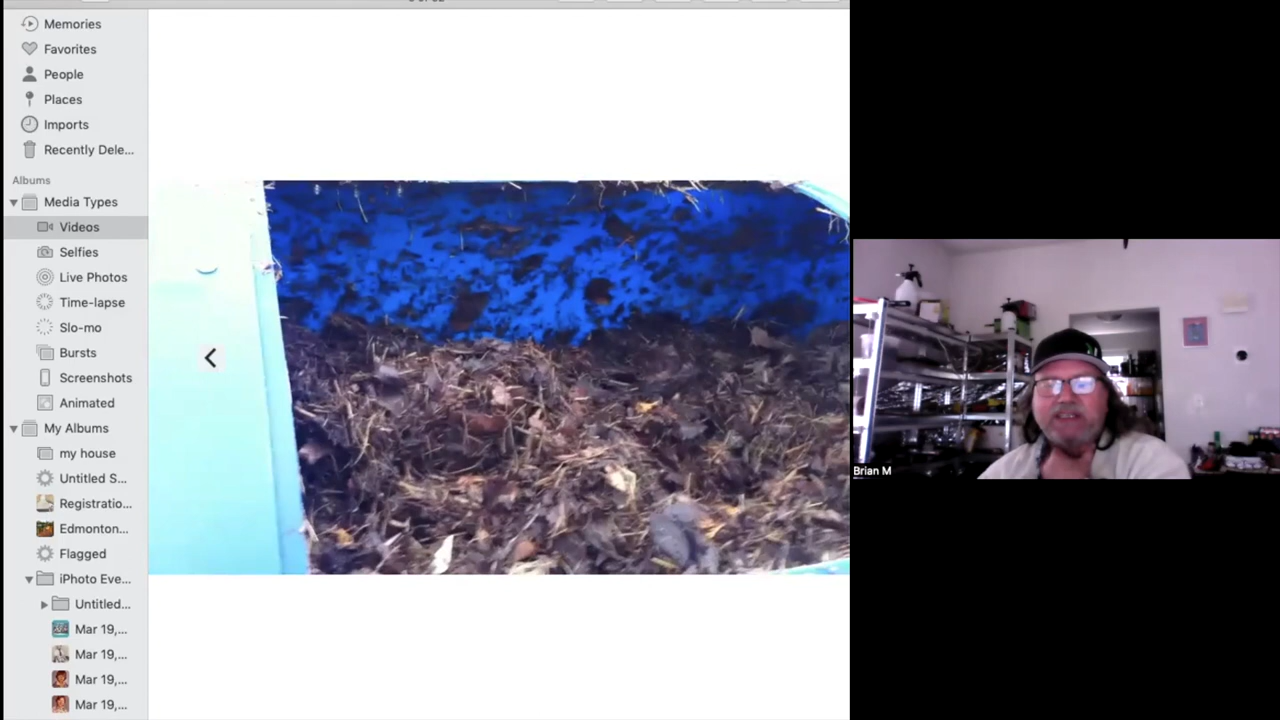 Memories
Favorites
People
Places
Imports
Recently Dele...
Albums
Media Types
Videos
Selfies
Live Photos
Time-lapse
Slo-mo
Bursts
Screenshots
Animated
My Albums
my house
Untitled S...
Registratio...
Edmonton...
Flagged
iPhoto Eve...
Untitled...
Mar 19,...
Mar 19,...
Mar 19,...
Mar 19,...
Brian M